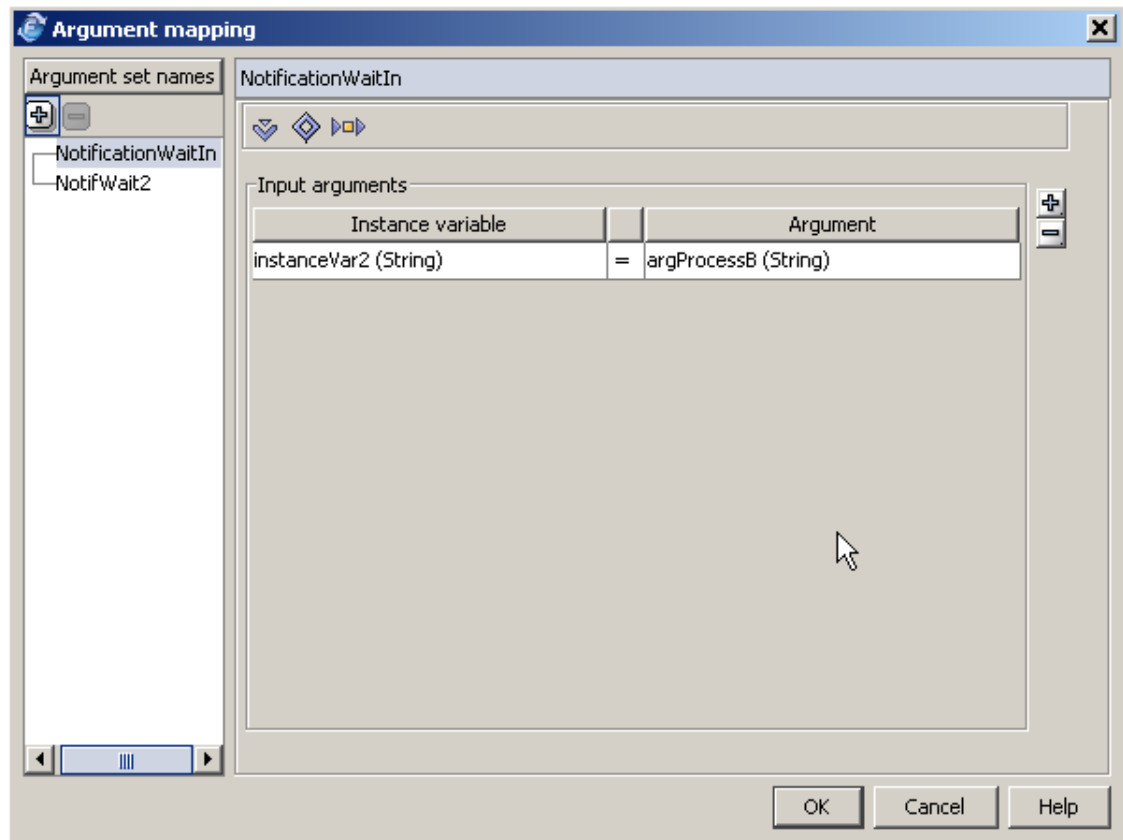 Argument mapping
Argument set names
NotificationWaitIn
NotifWait2
NotificationWaitIn
Input arguments
Instance variable Argument
instanceVar2 (String) = argProcessB (String)
OK Cancel Help